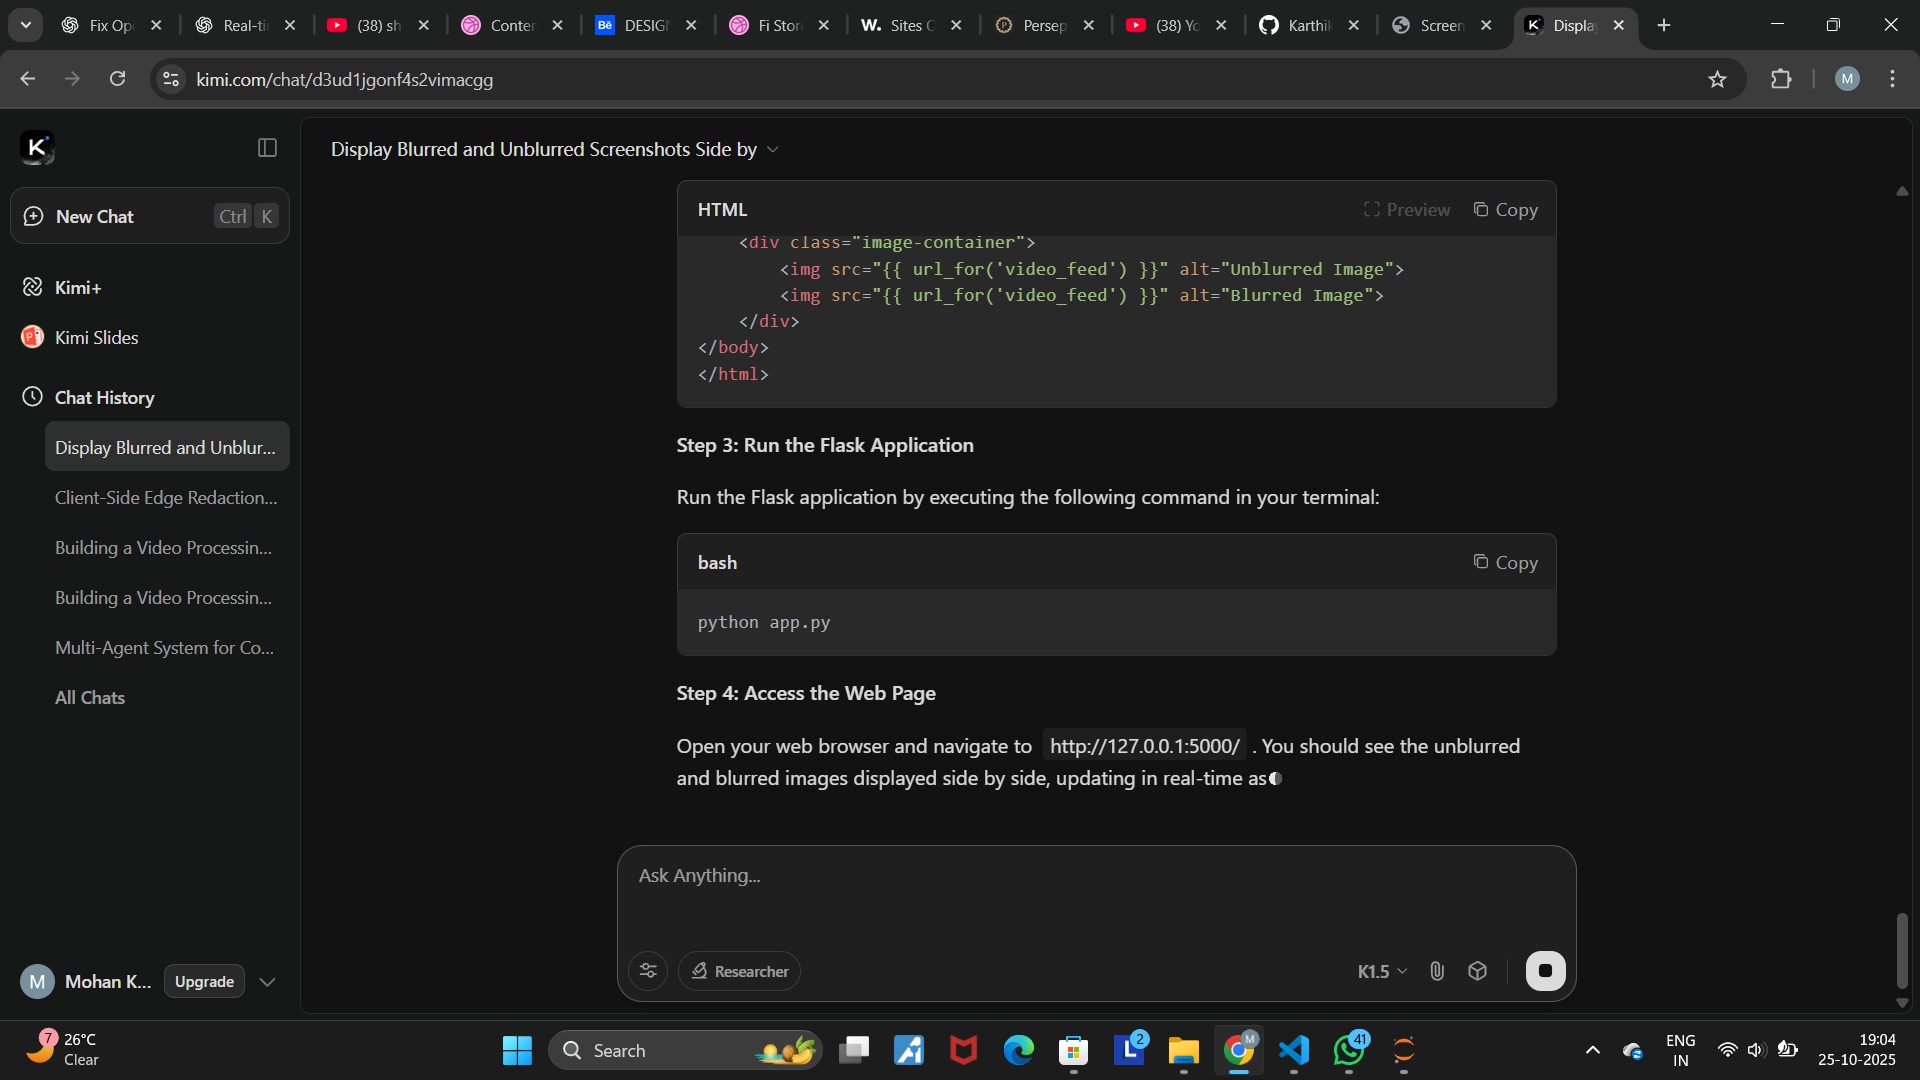 Fix Op
Real-ti
(38) sh
Conter
Bē
DESIG
Fi Stor
W.
Sites C
Persep
(38) Yo
Karthik
Screen
Displa
kimi.com/chat/d3ud1jgonf4s2vimacgg
M
K
Display Blurred and Unblurred Screenshots Side by
New Chat
Ctrl K
Kimi+
Kimi Slides
Chat History
Display Blurred and Unblur...
Client-Side Edge Redaction...
Building a Video Processin...
Building a Video Processin...
Multi-Agent System for Co...
All Chats
HTML
Preview
Copy
<div class="image-container">
<img src="{{ url_for('video_feed') }}" alt="Unblurred Image">
<img src="{{ url_for('video_feed') }}" alt="Blurred Image">
</div>
</body>
</html>
Step 3: Run the Flask Application
Run the Flask application by executing the following command in your terminal:
bash
Copy
python app.py
Step 4: Access the Web Page
Open your web browser and navigate to http://127.0.0.1:5000/ . You should see the unblurred
and blurred images displayed side by side, updating in real-time as
Ask Anything...
Researcher
K1.5
M
Mohan K...
Upgrade
7
26°C
Clear
Search
L
2
M
41
ENG
IN
19:04
25-10-2025